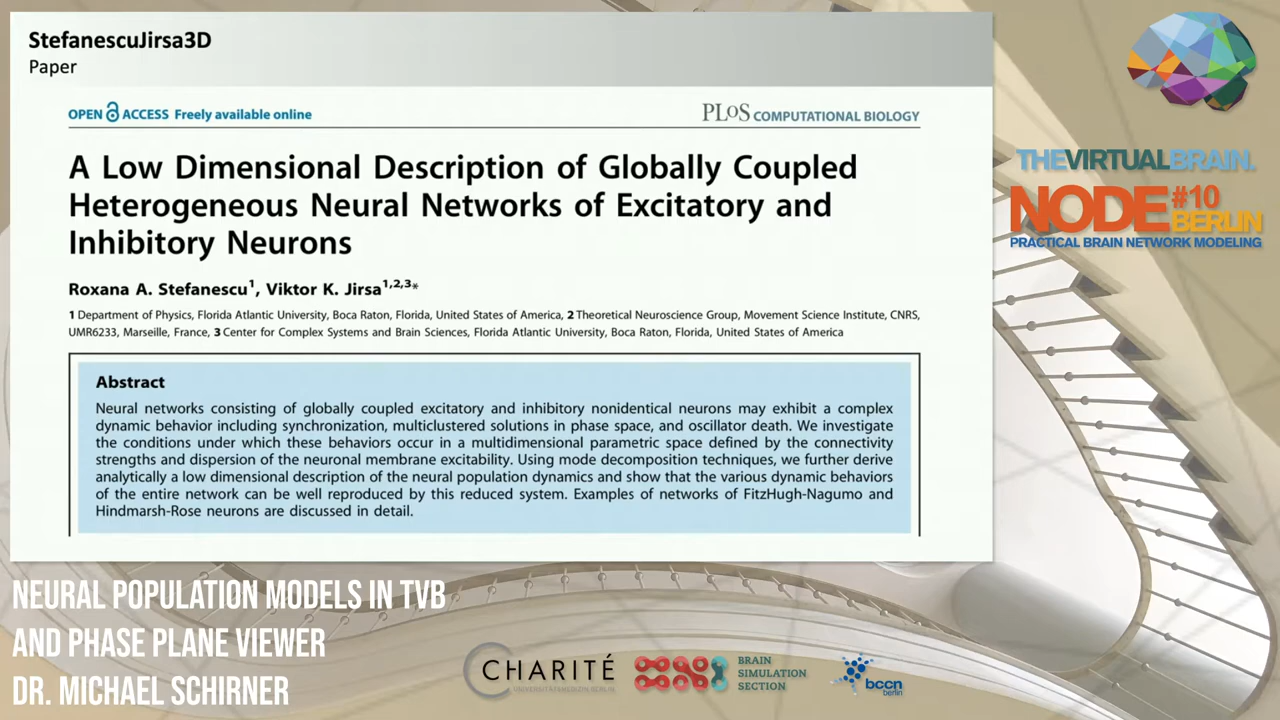 StefanescuJirsa3D
Paper
OPEN ACCESS Freely available online
PLoS COMPUTATIONAL BIOLOGY
A Low Dimensional Description of Globally Coupled
Heterogeneous Neural Networks of Excitatory and
Inhibitory Neurons
Roxana A. Stefanescu1, Viktor K. Jirsa1,2,3*
1 Department of Physics, Florida Atlantic University, Boca Raton, Florida, United States of America, 2 Theoretical Neuroscience Group, Movement Science Institute, CNRS,
UMR6233, Marseille, France, 3 Center for Complex Systems and Brain Sciences, Florida Atlantic University, Boca Raton, Florida, United States of America
Abstract
Neural networks consisting of globally coupled excitatory and inhibitory nonidentical neurons may exhibit a complex
dynamic behavior including synchronization, multiclustered solutions in phase space, and oscillator death. We investigate
the conditions under which these behaviors occur in a multidimensional parametric space defined by the connectivity
strengths and dispersion of the neuronal membrane excitability. Using mode decomposition techniques, we further derive
analytically a low dimensional description of the neural population dynamics and show that the various dynamic behaviors
of the entire network can be well reproduced by this reduced system. Examples of networks of FitzHugh-Nagumo and
Hindmarsh-Rose neurons are discussed in detail.
THEVIRTUALBRAIN.
NODE #10
BERLIN
PRACTICAL BRAIN NETWORK MODELING
NEURAL POPULATION MODELS IN TVB
AND PHASE PLANE VIEWER
DR. MICHAEL SCHIRNER
CHARITÉ
UNIVERSITÄTSMEDIZIN BERLIN
BRAIN
SIMULATION
SECTION
bccn
berlin